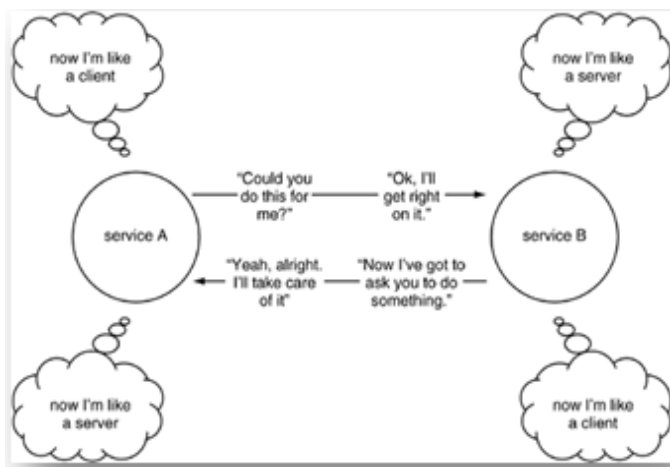 now I'm like
a client
now I'm like
a server
"Could you
do this for
me?"
"Ok, I'll
get right
on it."
service A
service B
"Yeah, alright.
I'll take care
of it"
"Now I've got to
ask you to do
something."
now I'm like
a server
now I'm like
a client